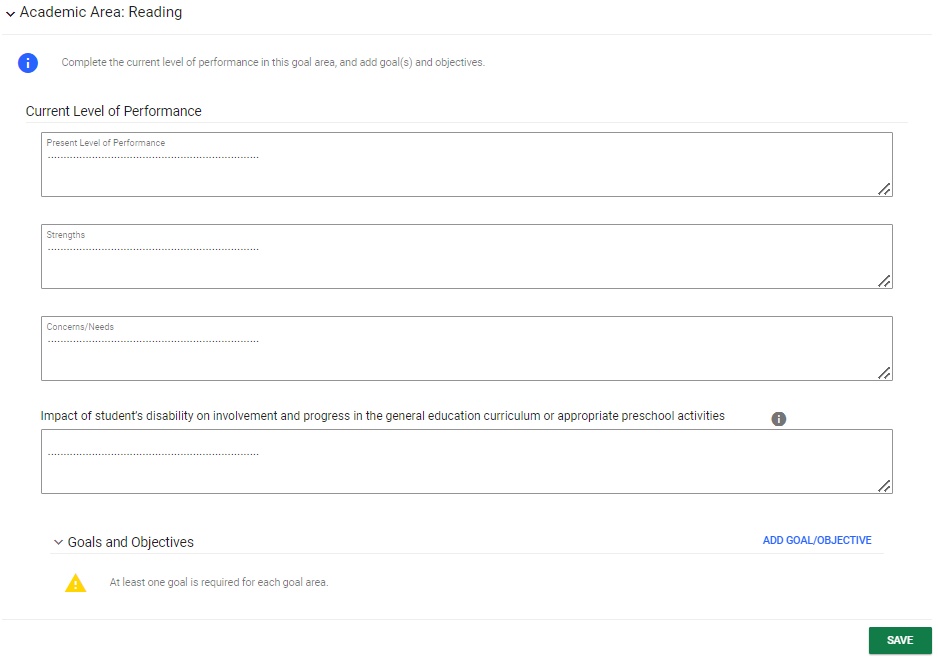 Academic Area: Reading
Complete the current level of performance in this goal area, and add goal(s) and objectives.
Current Level of Performance
Present Level of Performance
......................................................................
Strengths
......................................................................
Concerns/Needs
......................................................................
Impact of student's disability on involvement and progress in the general education curriculum or appropriate preschool activities
......................................................................
Goals and Objectives
ADD GOAL/OBJECTIVE
At least one goal is required for each goal area.
SAVE